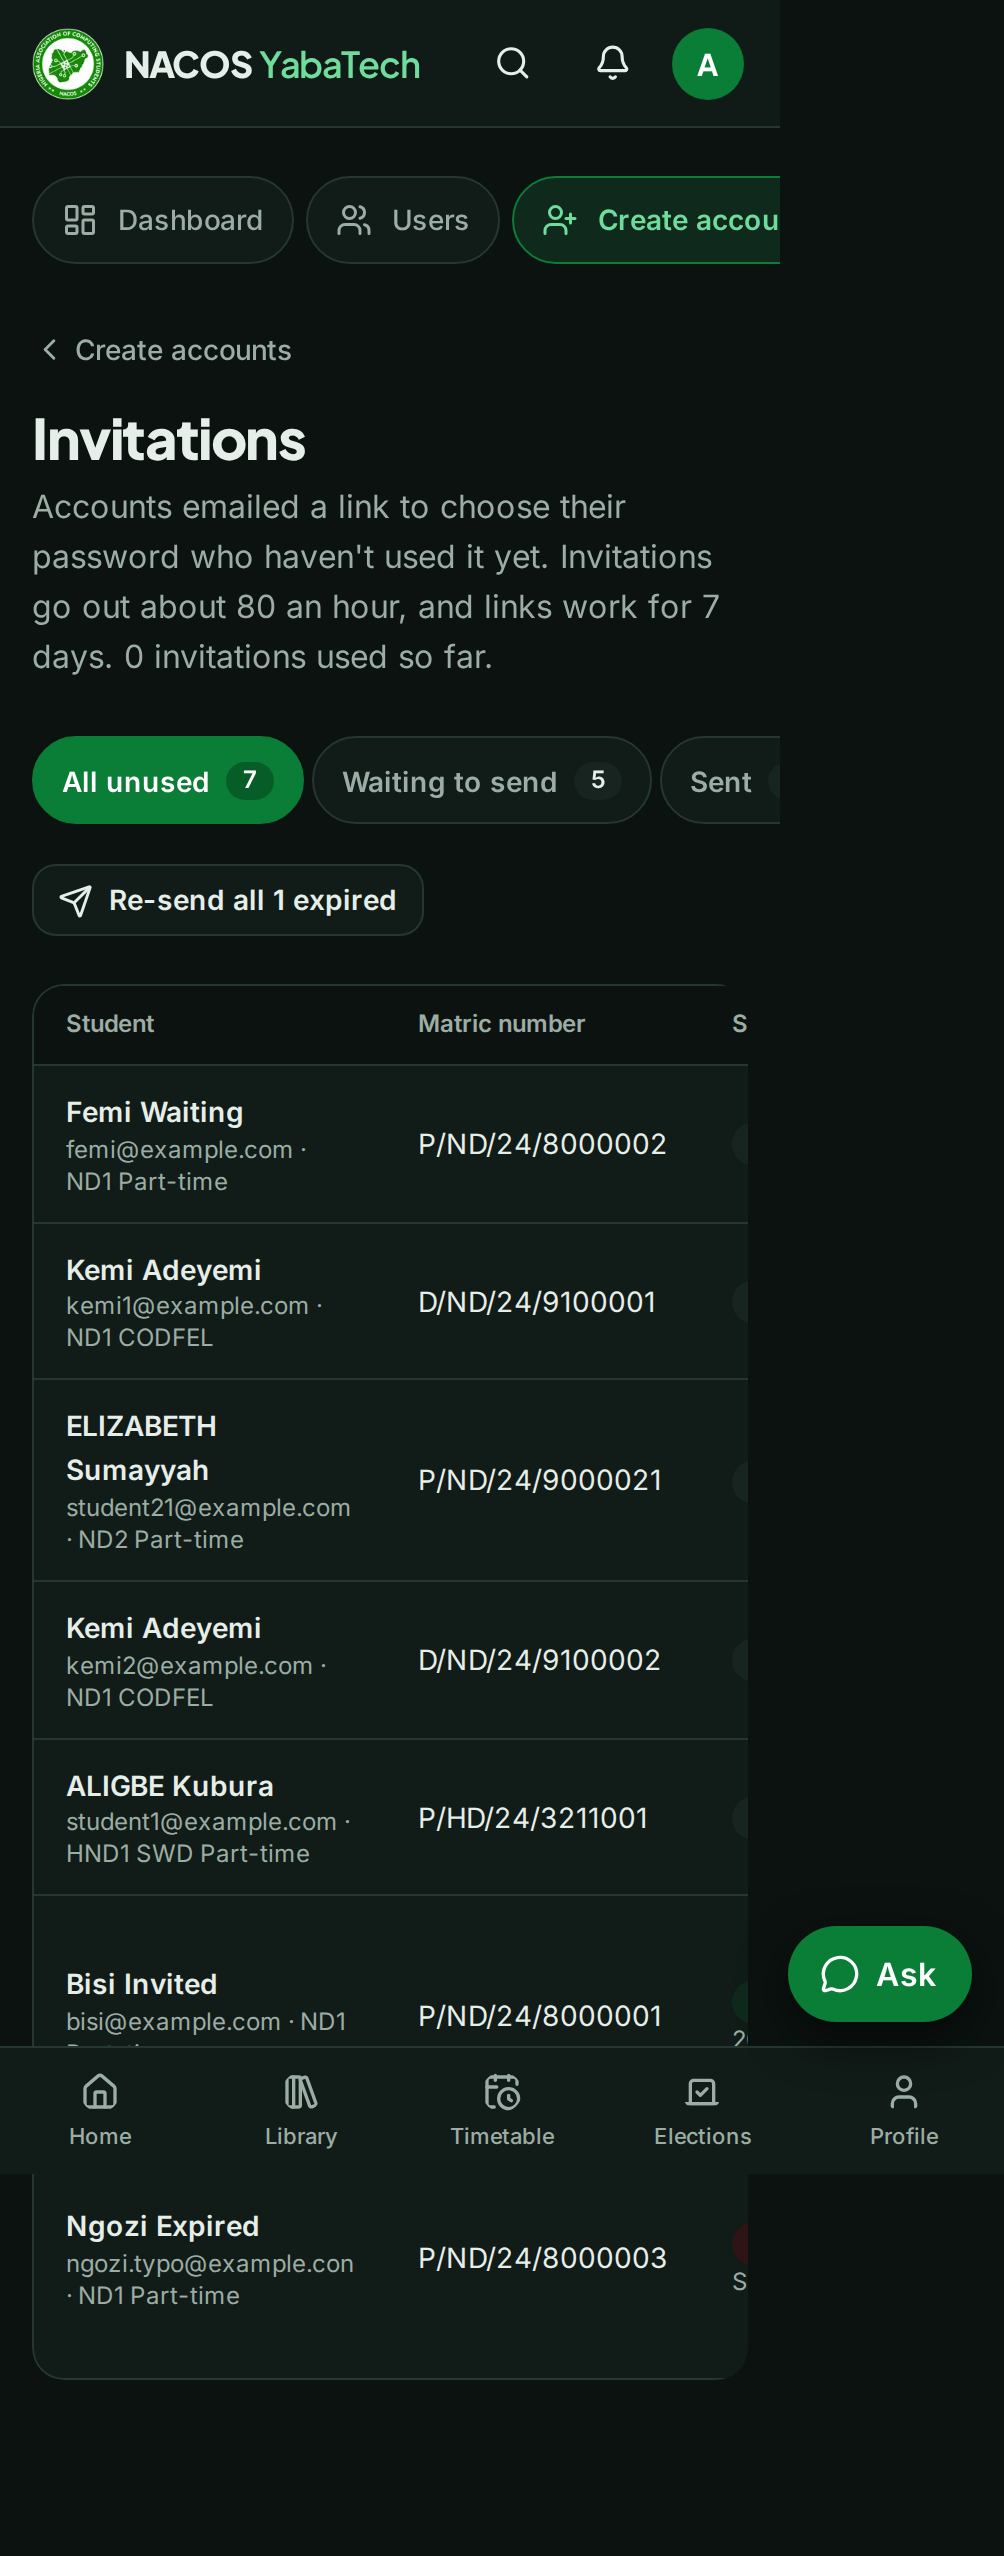 NACOS YabaTech
A
Dashboard
Users
Create accou
Create accounts
Invitations
Accounts emailed a link to choose their
password who haven't used it yet. Invitations
go out about 80 an hour, and links work for 7
days. 0 invitations used so far.
All unused 7
Waiting to send 5
Sent
Re-send all 1 expired
Student Matric number S
Femi Waiting
femi@example.com ·
ND1 Part-time
P/ND/24/8000002
Kemi Adeyemi
kemi1@example.com ·
ND1 CODFEL
D/ND/24/9100001
ELIZABETH
Sumayyah
student21@example.com
· ND2 Part-time
P/ND/24/9000021
Kemi Adeyemi
kemi2@example.com ·
ND1 CODFEL
D/ND/24/9100002
ALIGBE Kubura
student1@example.com ·
HND1 SWD Part-time
P/HD/24/3211001
Bisi Invited
bisi@example.com · ND1
P/ND/24/8000001
Ask
Home
Library
Timetable
Elections
Profile
Ngozi Expired
ngozi.typo@example.con
· ND1 Part-time
P/ND/24/8000003
S